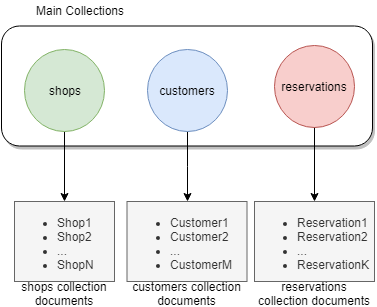 Main Collections
shops
customers
reservations
• Shop1
• Shop2
• ...
• ShopN
• Customer1
• Customer2
• ...
• CustomerM
• Reservation1
• Reservation2
• ...
• ReservationK
shops collection
documents
customers collection
documents
reservations
collection documents